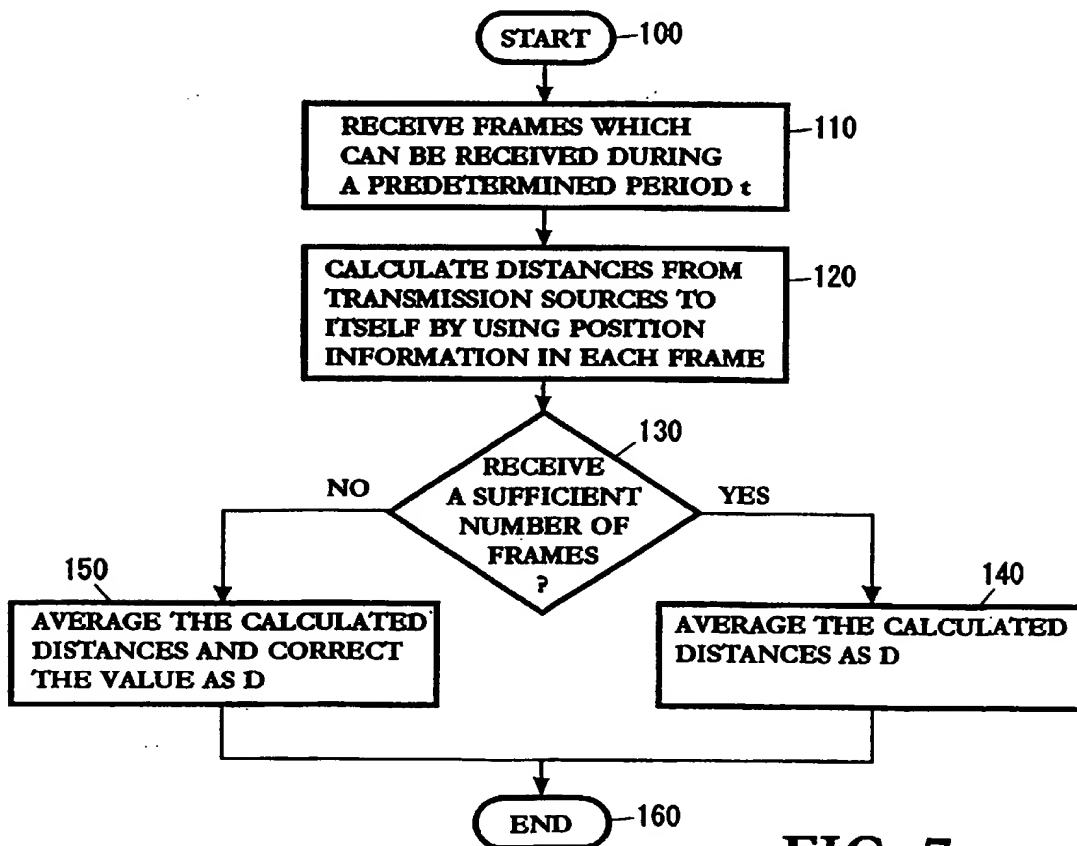 START
100
RECEIVE FRAMES WHICH
CAN BE RECEIVED DURING
A PREDETERMINED PERIOD t
110
CALCULATE DISTANCES FROM
TRANSMISSION SOURCES TO
ITSELF BY USING POSITION
INFORMATION IN EACH FRAME
120
130
RECEIVE
A SUFFICIENT
NUMBER OF
FRAMES
?
NO
YES
150
AVERAGE THE CALCULATED
DISTANCES AND CORRECT
THE VALUE AS D
140
AVERAGE THE CALCULATED
DISTANCES AS D
END
160
FIG. 7